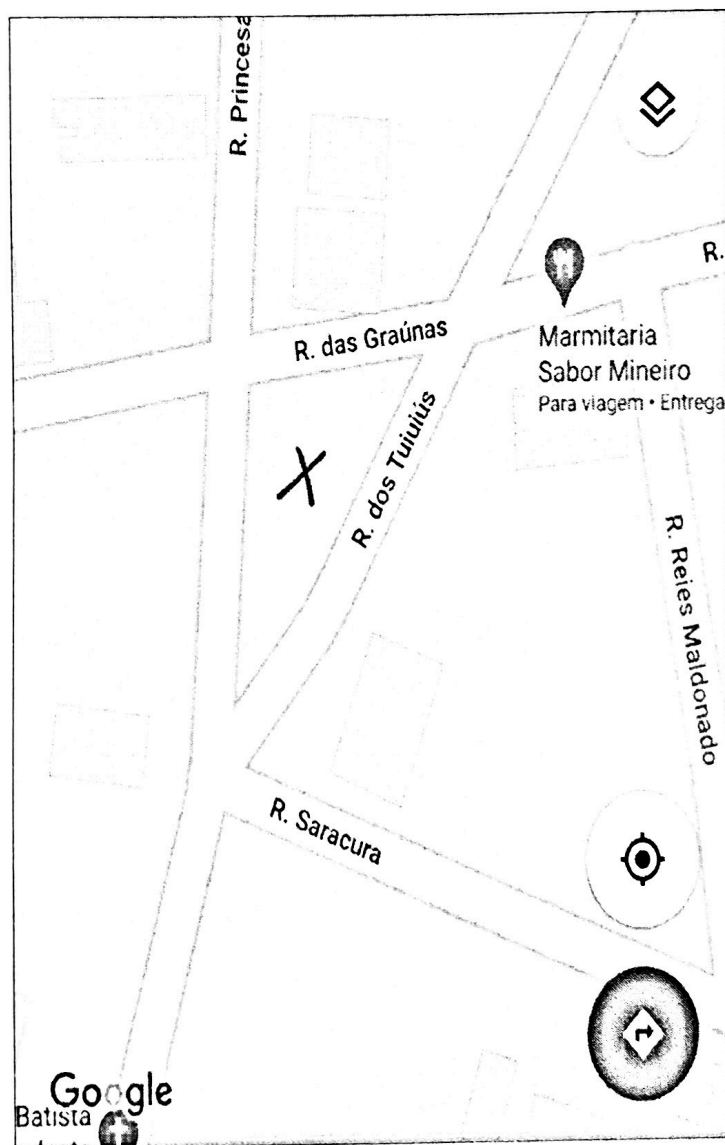 R. Princesa
R.
R. das Graúnas
Marmitaria
Sabor Mineiro
Para viagem • Entrega
R. dos Tuiuiús
R. Reies Maldonado
R. Saracura
Google
Batista